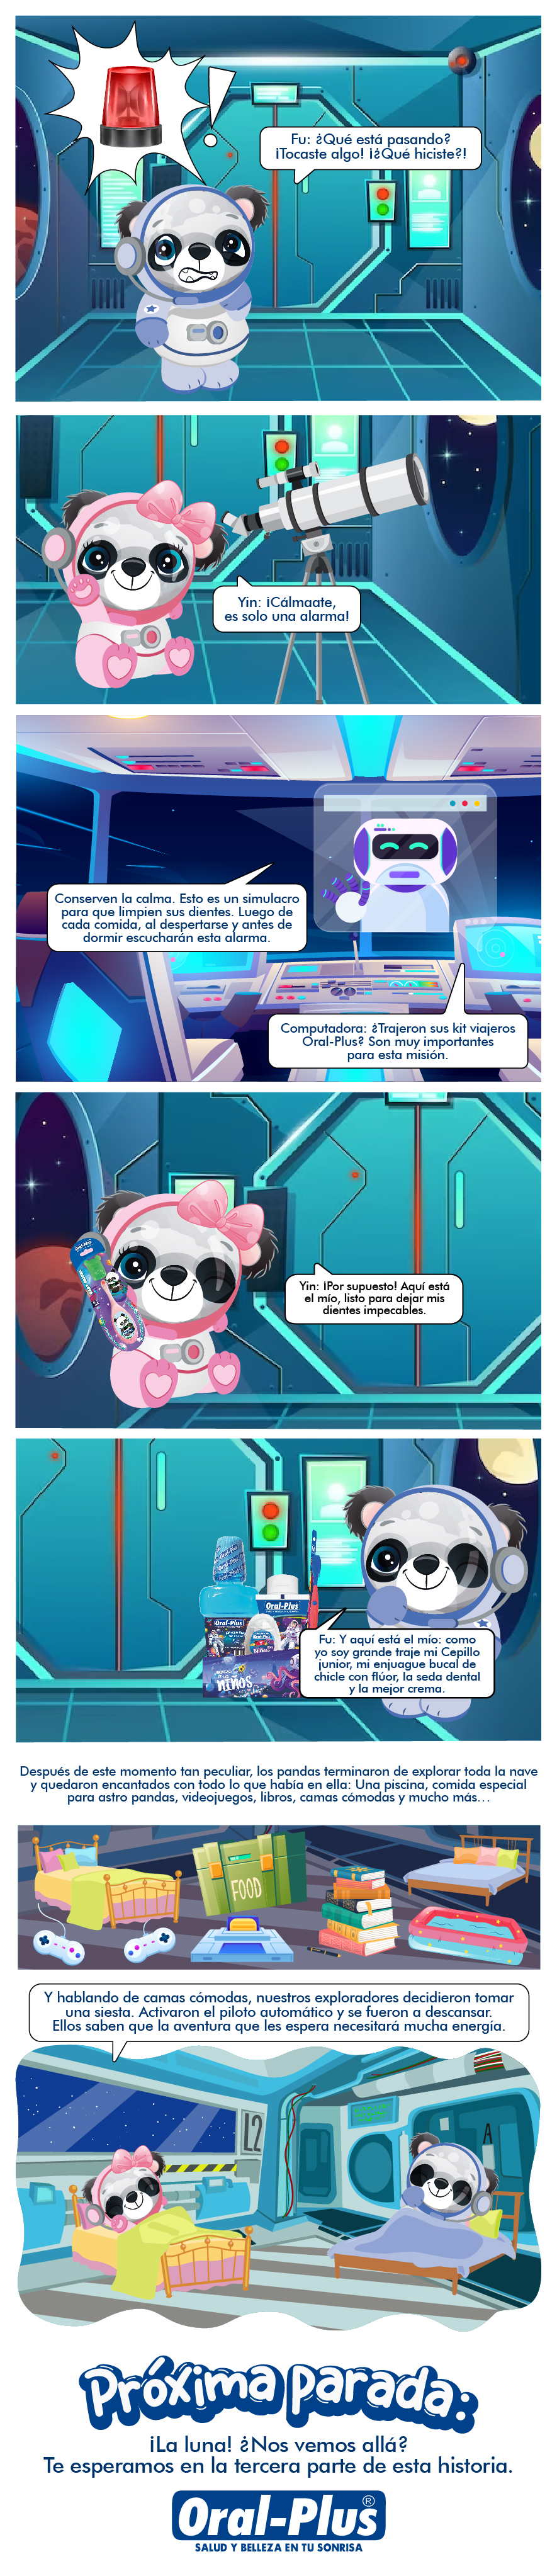 Fu: ¿Qué está pasando?
¡Tocaste algo! ¡¿Qué hiciste?!
Yin: ¡Cálmaate,
es solo una alarma!
Conserven la calma. Esto es un simulacro
para que limpien sus dientes. Luego de
cada comida, al despertarse y antes de
dormir escucharán esta alarma.
Computadora: ¿Trajeron sus kit viajeros
Oral-Plus? Son muy importantes
para esta misión.
Yin: ¡Por supuesto! Aquí está
el mío, listo para dejar mis
dientes impecables.
Oral-Plus
Oral-Plus
Oral-Plus
NIÑOS
Fu: Y aquí está el mío: como
yo soy grande traje mi Cepillo
junior, mi enjuague bucal de
chicle con flúor, la seda dental
y la mejor crema.
Después de este momento tan peculiar, los pandas terminaron de explorar toda la nave
y quedaron encantados con todo lo que había en ella: Una piscina, comida especial
para astro pandas, videojuegos, libros, camas cómodas y mucho más...
FOOD
Y hablando de camas cómodas, nuestros exploradores decidieron tomar
una siesta. Activaron el piloto automático y se fueron a descansar.
Ellos saben que la aventura que les espera necesitará mucha energía.
L2
A
Próxima parada:
¡La luna! ¿Nos vemos allá?
Te esperamos en la tercera parte de esta historia.
Oral-Plus®
SALUD Y BELLEZA EN TU SONRISA